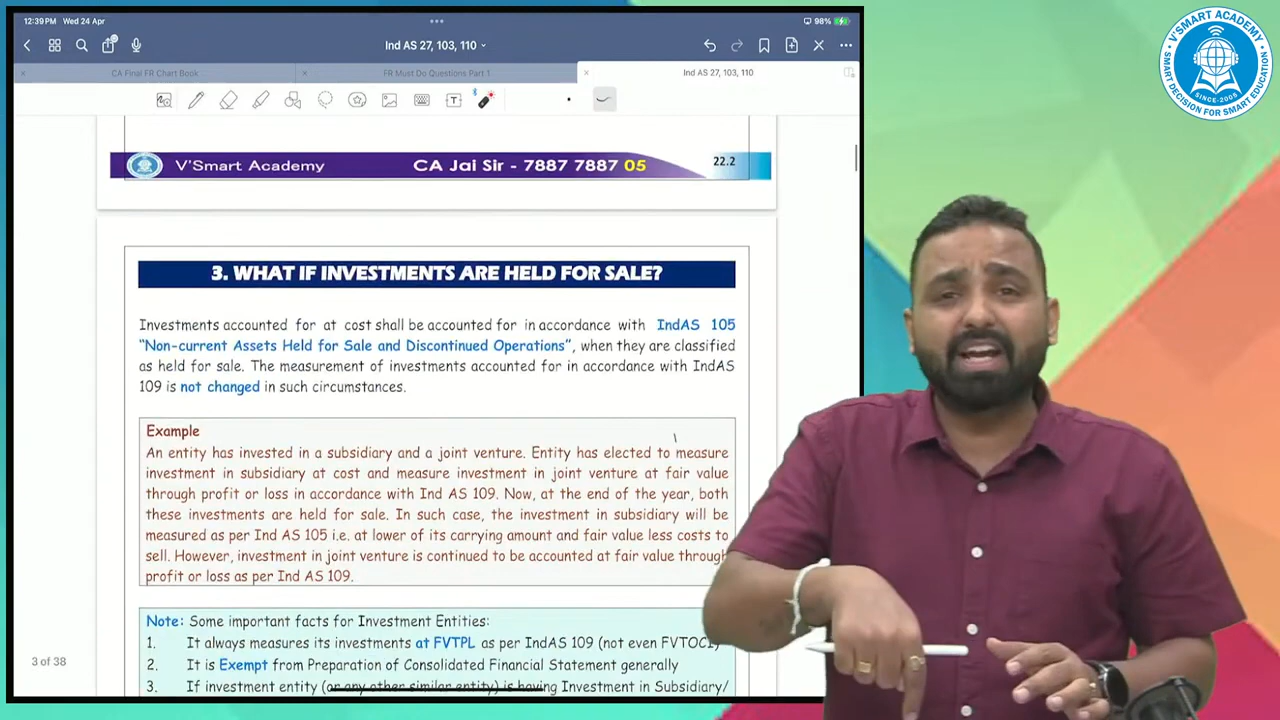 12:39 PM Wed 24 Apr
98%
Ind AS 27, 103, 110
CA Final FR Chart Book
FR Must Do Questions Part 1
Ind AS 27, 103, 110
V'Smart Academy CA Jai Sir - 7887 7887 05 22.2
3. WHAT IF INVESTMENTS ARE HELD FOR SALE?
Investments accounted for at cost shall be accounted for in accordance with IndAS 105
"Non-current Assets Held for Sale and Discontinued Operations", when they are classified
as held for sale. The measurement of investments accounted for in accordance with IndAS
109 is not changed in such circumstances.
Example
An entity has invested in a subsidiary and a joint venture. Entity has elected to measure
investment in subsidiary at cost and measure investment in joint venture at fair value
through profit or loss in accordance with Ind AS 109. Now, at the end of the year, both
these investments are held for sale. In such case, the investment in subsidiary will be
measured as per Ind AS 105 i.e. at lower of its carrying amount and fair value less costs to
sell. However, investment in joint venture is continued to be accounted at fair value through
profit or loss as per Ind AS 109.
Note: Some important facts for Investment Entities:
1. It always measures its investments at FVTPL as per IndAS 109 (not even FVTOCI)
2. It is Exempt from Preparation of Consolidated Financial Statement generally
3. If investment entity (or any other similar entity) is having Investment in Subsidiary/
3 of 38
V'SMART ACADEMY
SINCE-2008
SMART DECISION FOR SMART EDUCATION